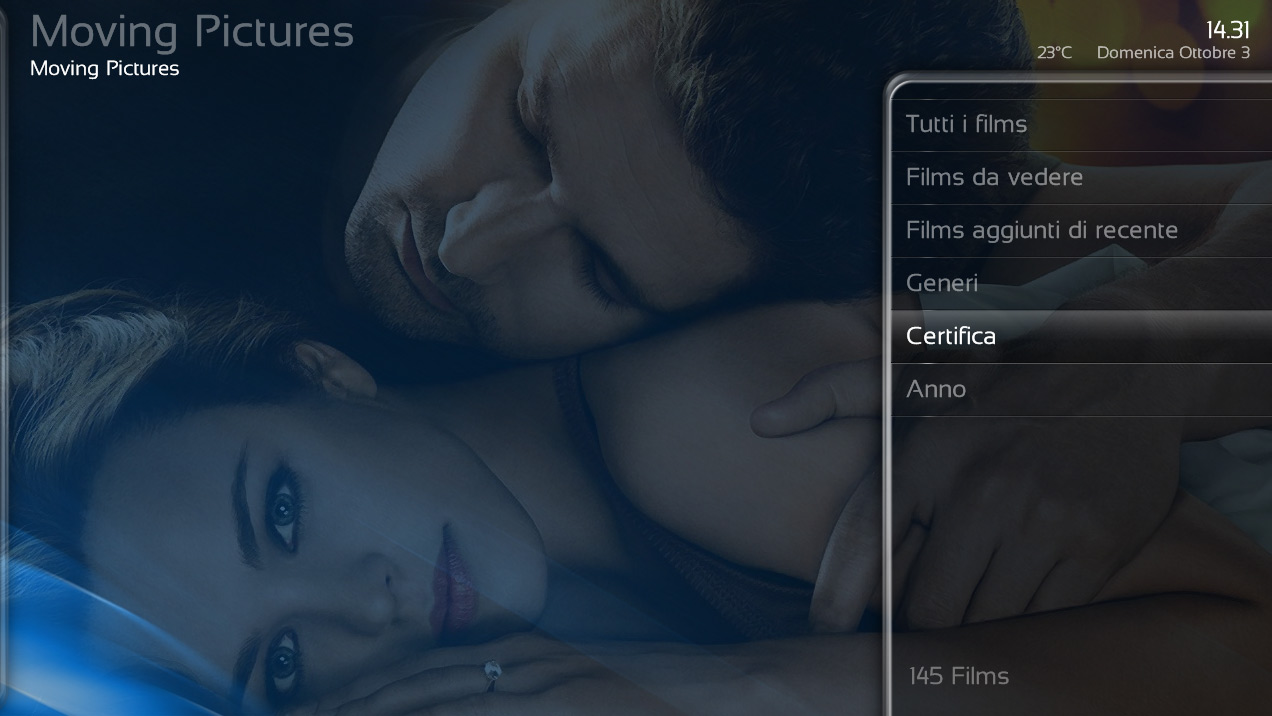 Moving Pictures
Moving Pictures
14.31
23°C Domenica Ottobre 3
Tutti i films
Films da vedere
Films aggiunti di recente
Generi
Certifica
Anno
145 Films